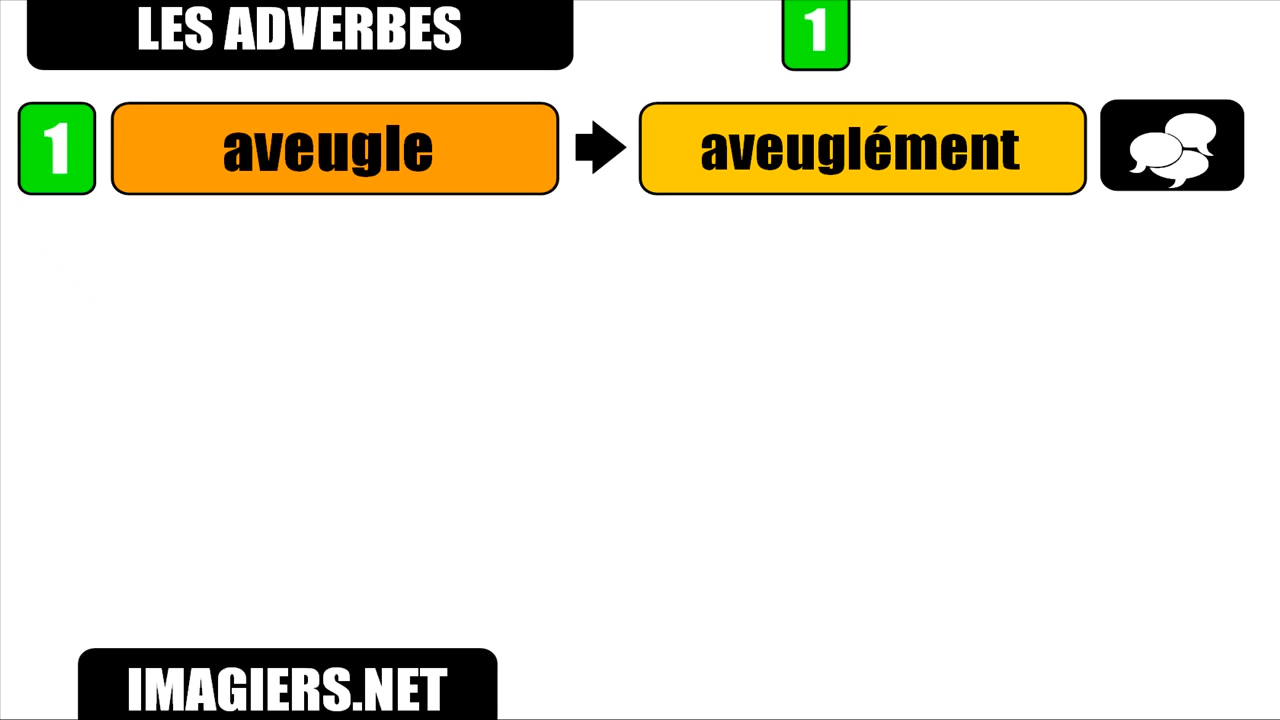 LES ADVERBES
1
1
aveugle
aveuglément
IMAGIERS.NET